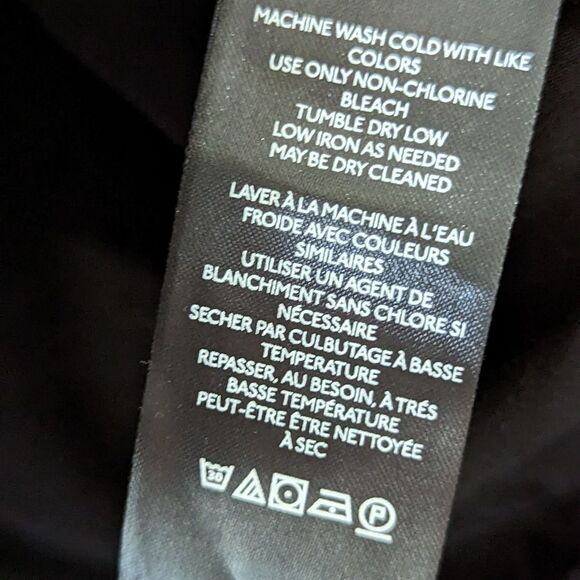 MACHINE WASH COLD WITH LIKE
COLORS
USE ONLY NON-CHLORINE
BLEACH
TUMBLE DRY LOW
LOW IRON AS NEEDED
MAY BE DRY CLEANED
LAVER À LA MACHINE À L'EAU
FROIDE AVEC COULEURS
SIMILAIRES
UTILISER UN AGENT DE
BLANCHIMENT SANS CHLORE SI
NÉCESSAIRE
SECHER PAR CULBUTAGE À BASSE
TEMPERATURE
REPASSER, AU BESOIN, À TRÉS
BASSE TEMPÉRATURE
PEUT-ÊTRE ÊTRE NETTOYÉE
À SEC
30 P